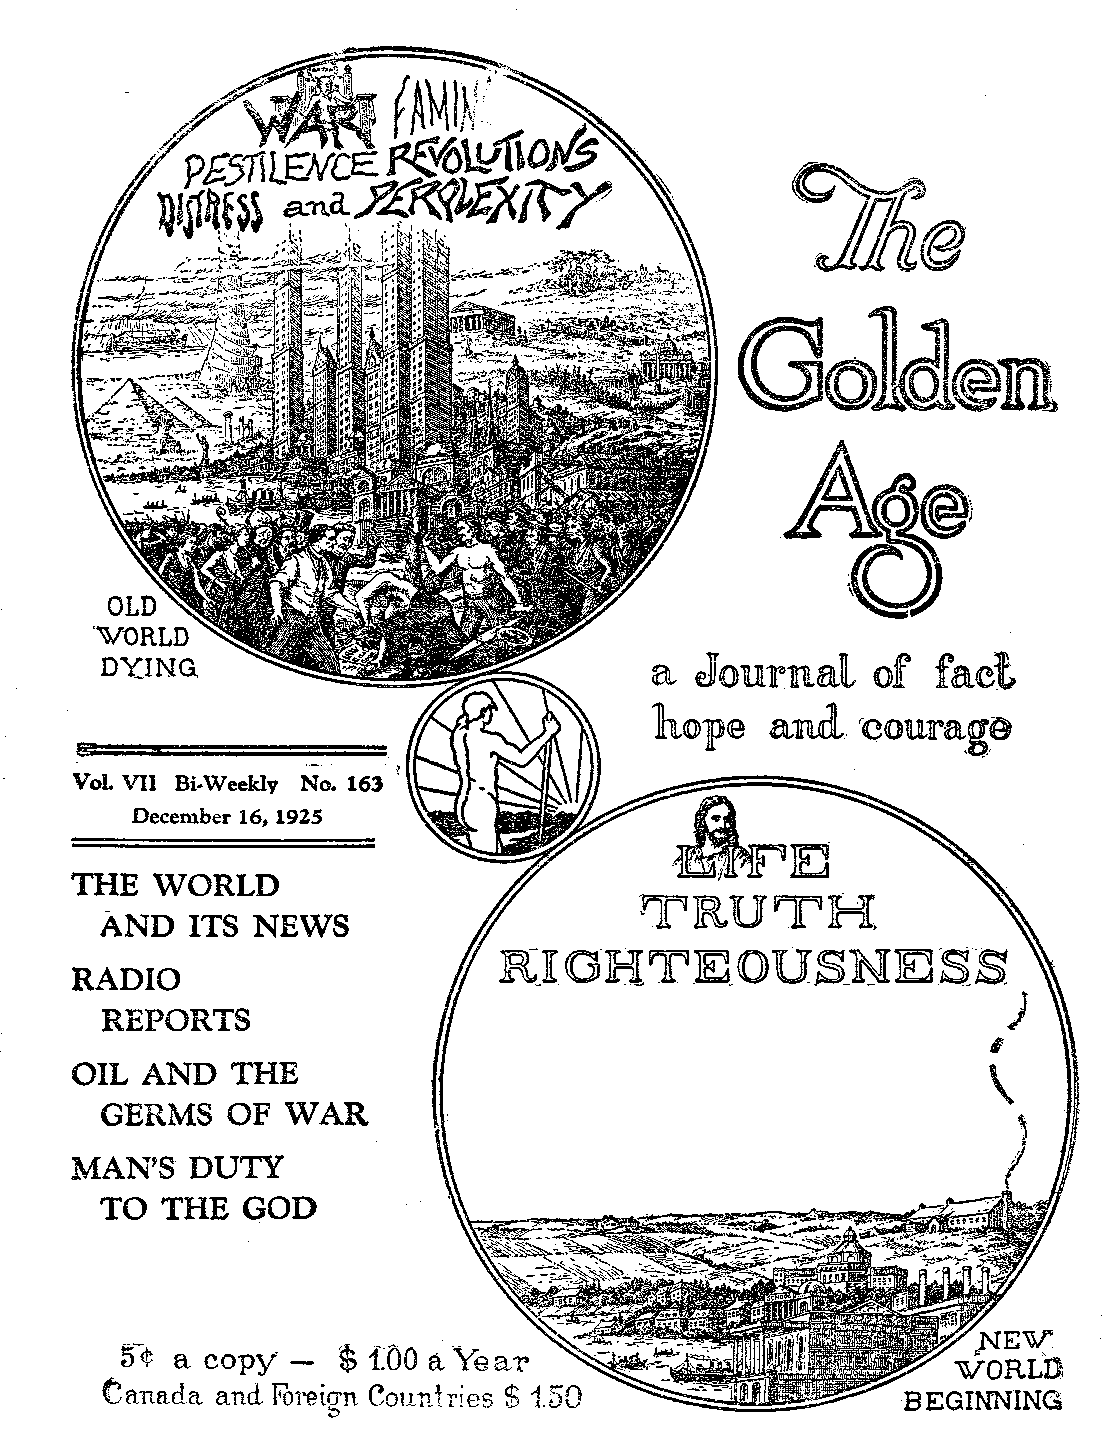 WAR FAMIN
PESTILENCE REVOLUTIONS
DISTRESS and PERPLEXITY
The
Golden
Age
OLD
WORLD
DYING
a Journal of fact
hope and courage
Vol. VII Bi-Weekly No. 163
December 16, 1925
THE WORLD
AND ITS NEWS
RADIO
REPORTS
OIL AND THE
GERMS OF WAR
MAN'S DUTY
TO THE GOD
LIFE
TRUTH
RIGHTEOUSNESS
5¢ a copy — $ 1.00 a Year
Canada and Foreign Countries $ 1.50
NEW
WORLD
BEGINNING